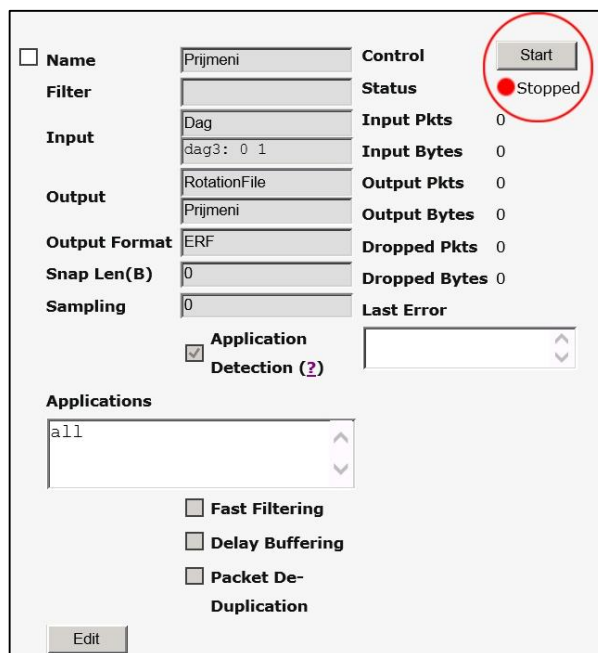 Name Prijmeni Control Start
Filter Status Stopped
Input Dag Input Pkts 0
dag3: 0 1 Input Bytes 0
Output RotationFile Output Pkts 0
Prijmeni Output Bytes 0
Output Format ERF Dropped Pkts 0
Snap Len(B) 0 Dropped Bytes 0
Sampling 0 Last Error
Application
Detection (?)
Applications
all
Fast Filtering
Delay Buffering
Packet De-
Duplication
Edit